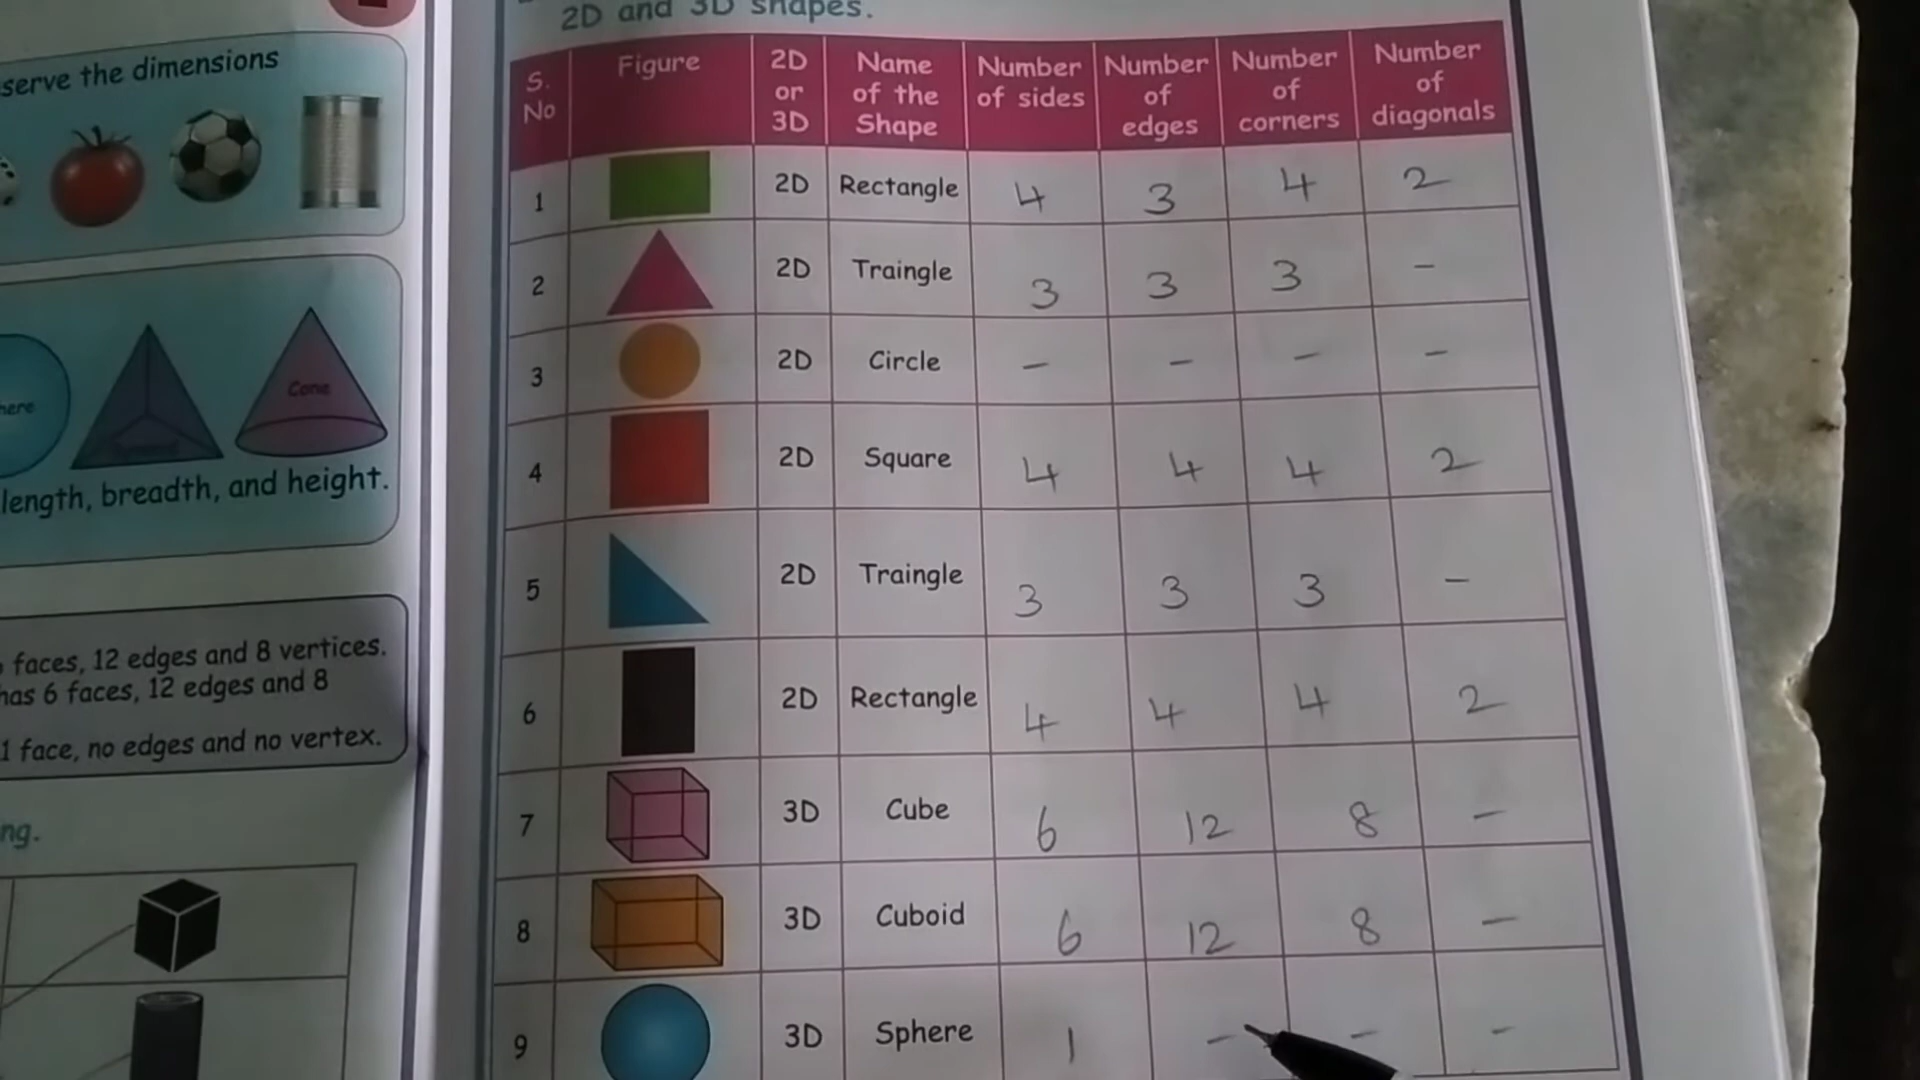 serve the dimensions
here
Cone
length, breadth, and height.
faces, 12 edges and 8 vertices.
has 6 faces, 12 edges and 8
1 face, no edges and no vertex.
ng.
2D and 3D shapes.
S. No Figure 2D or 3D Name of the Shape Number of sides Number of edges Number of corners Number of diagonals
1 2D Rectangle 4 3 4 2
2 2D Traingle 3 3 3 -
3 2D Circle - - - -
4 2D Square 4 4 4 2
5 2D Traingle 3 3 3 -
6 2D Rectangle 4 4 4 2
7 3D Cube 6 12 8 -
8 3D Cuboid 6 12 8 -
9 3D Sphere 1 - - -